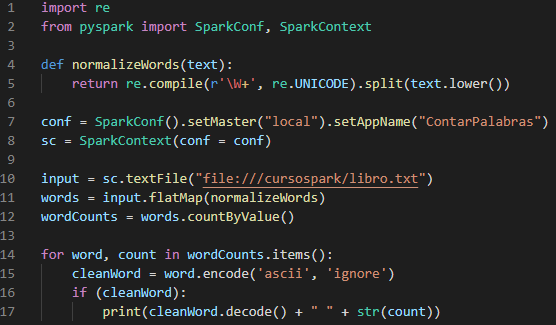 1 import re
2 from pyspark import SparkConf, SparkContext
3
4 def normalizeWords(text):
5     return re.compile(r'\W+', re.UNICODE).split(text.lower())
6
7 conf = SparkConf().setMaster("local").setAppName("ContarPalabras")
8 sc = SparkContext(conf = conf)
9
10 input = sc.textFile("file:///cursospark/libro.txt")
11 words = input.flatMap(normalizeWords)
12 wordCounts = words.countByValue()
13
14 for word, count in wordCounts.items():
15     cleanWord = word.encode('ascii', 'ignore')
16     if (cleanWord):
17         print(cleanWord.decode() + " " + str(count))